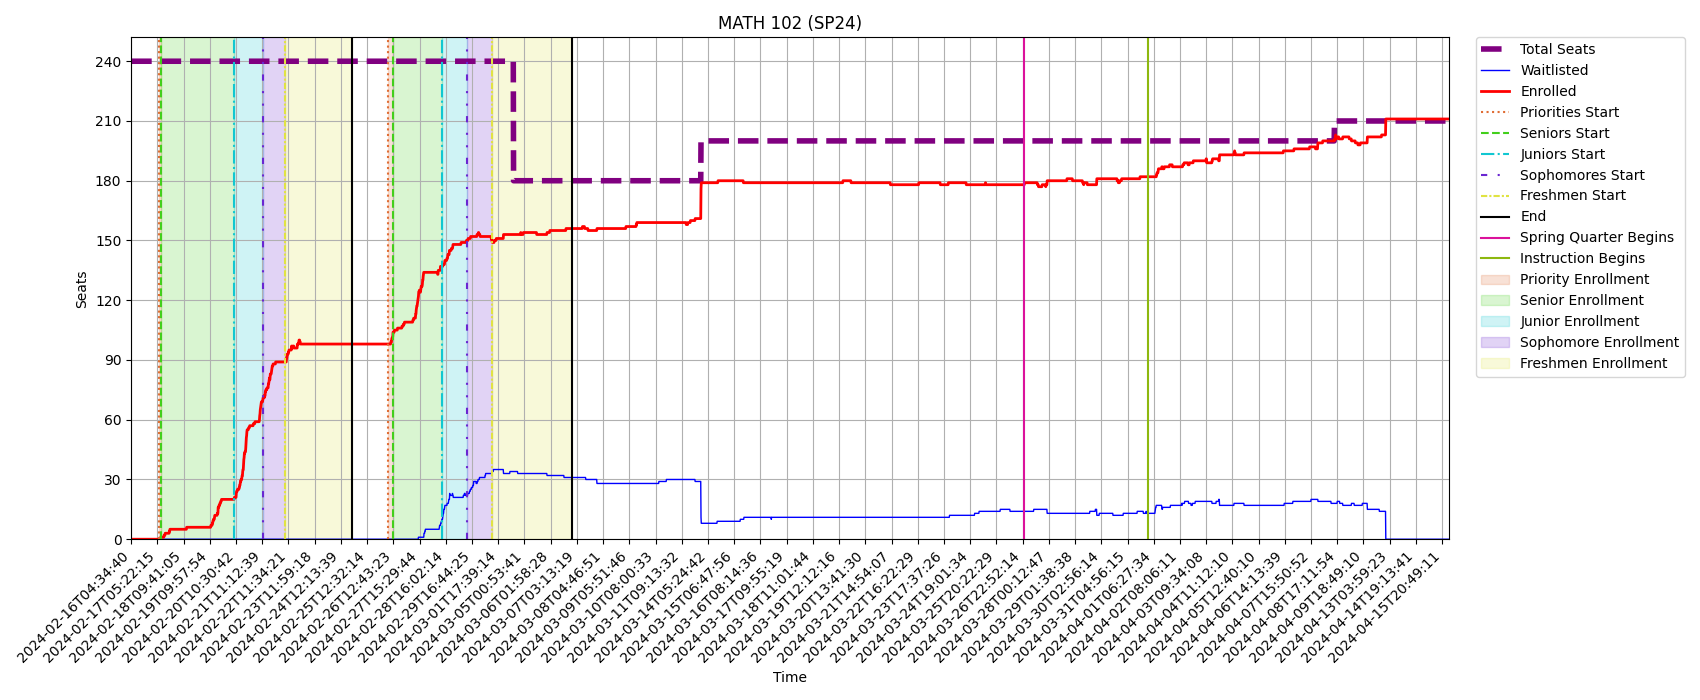 MATH 102 (SP24)
Seats
240
210
180
150
120
90
60
30
0
2024-02-16T04:34:40
2024-02-17T05:22:15
2024-02-18T09:41:05
2024-02-19T09:57:54
2024-02-20T10:30:42
2024-02-21T11:12:39
2024-02-22T11:34:21
2024-02-23T11:59:18
2024-02-24T12:13:39
2024-02-25T12:32:14
2024-02-26T12:43:23
2024-02-27T15:29:44
2024-02-28T16:02:14
2024-02-29T16:44:25
2024-03-01T17:39:14
2024-03-05T00:53:41
2024-03-06T01:58:28
2024-03-07T03:13:19
2024-03-08T04:46:51
2024-03-09T05:51:46
2024-03-10T08:00:33
2024-03-11T09:13:32
2024-03-14T05:24:42
2024-03-15T06:47:56
2024-03-16T08:14:36
2024-03-17T09:55:19
2024-03-18T11:01:44
2024-03-19T12:12:16
2024-03-20T13:41:30
2024-03-21T14:54:07
2024-03-22T16:22:29
2024-03-23T17:37:26
2024-03-24T19:01:34
2024-03-25T20:22:29
2024-03-26T22:52:14
2024-03-28T00:12:47
2024-03-29T01:38:38
2024-03-30T02:56:14
2024-03-31T04:56:15
2024-04-01T06:27:34
2024-04-02T08:06:11
2024-04-03T09:34:08
2024-04-04T11:12:10
2024-04-05T12:40:10
2024-04-06T14:13:39
2024-04-07T15:50:52
2024-04-08T17:11:54
2024-04-09T18:49:10
2024-04-13T03:59:23
2024-04-14T19:13:41
2024-04-15T20:49:11
Time
Total Seats
Waitlisted
Enrolled
Priorities Start
Seniors Start
Juniors Start
Sophomores Start
Freshmen Start
End
Spring Quarter Begins
Instruction Begins
Priority Enrollment
Senior Enrollment
Junior Enrollment
Sophomore Enrollment
Freshmen Enrollment